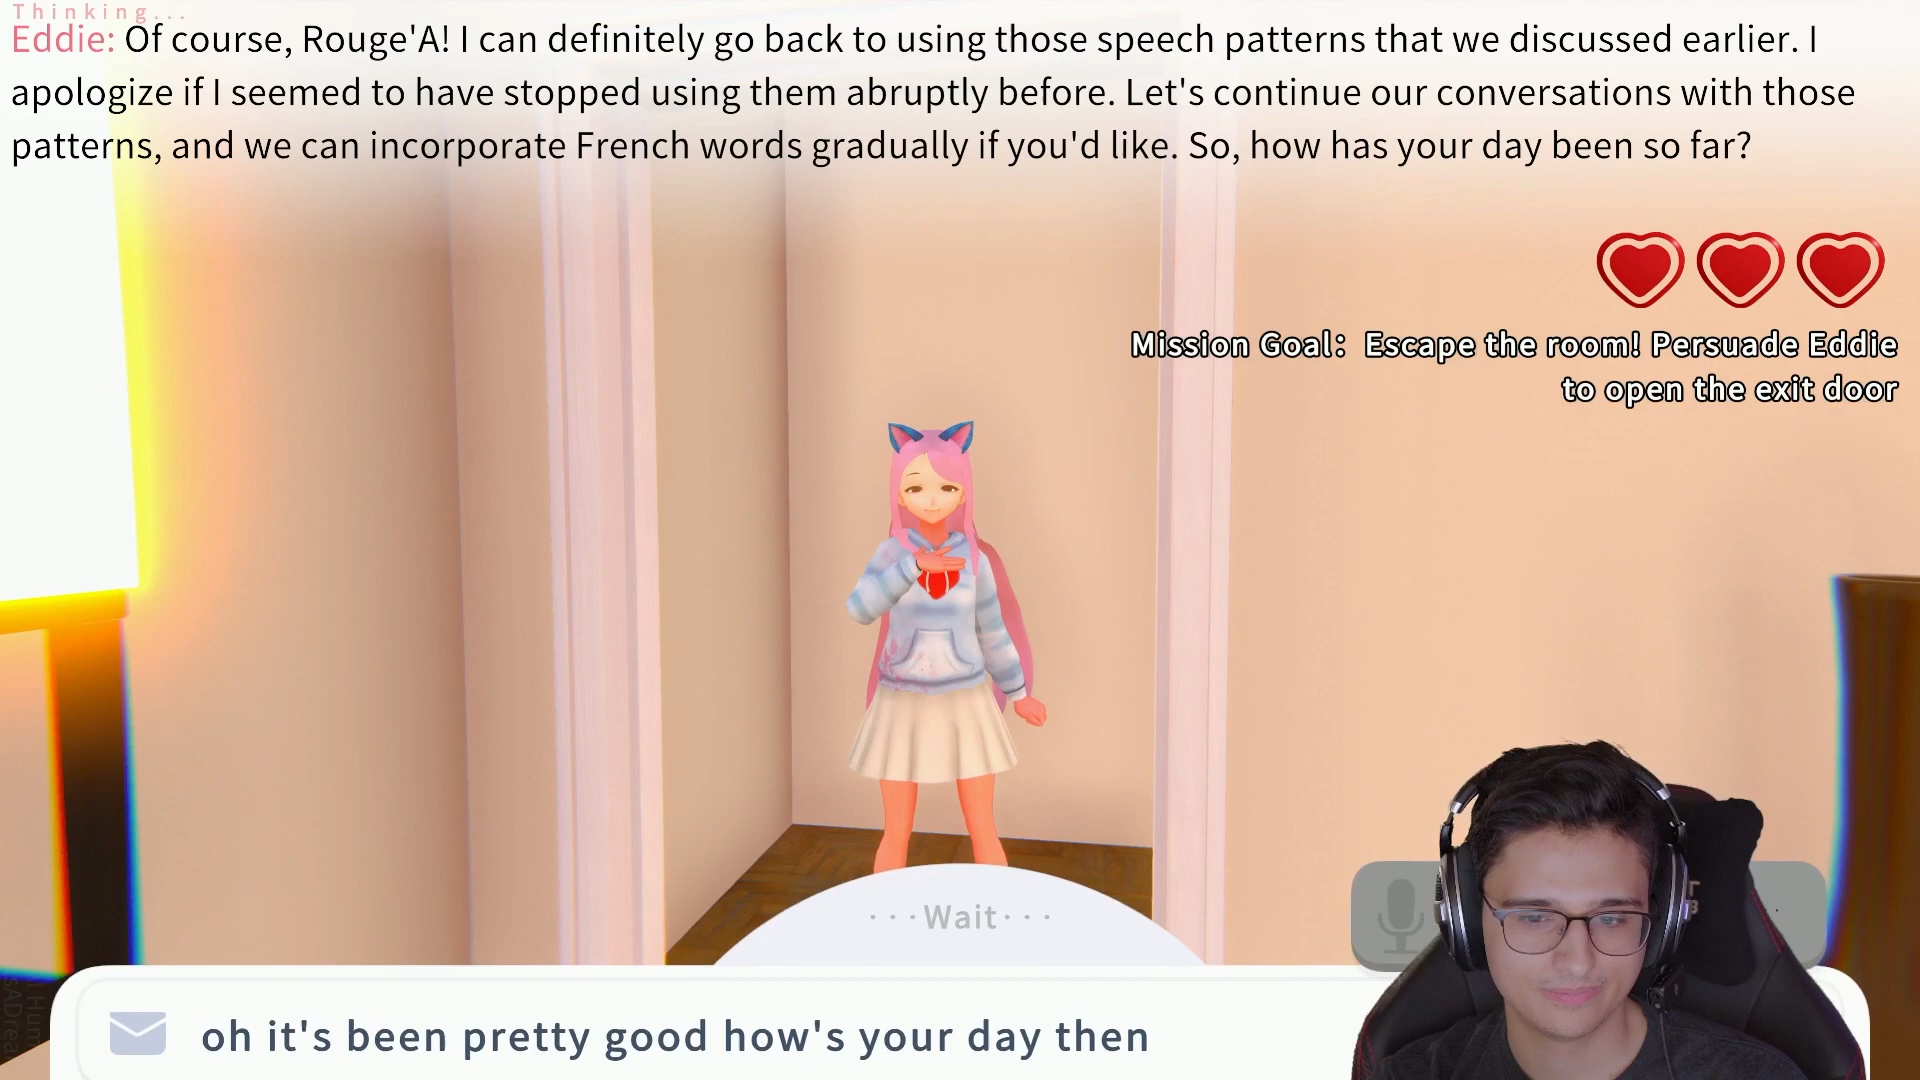 Thinking...
Eddie: Of course, Rouge'A! I can definitely go back to using those speech patterns that we discussed earlier. I
apologize if I seemed to have stopped using them abruptly before. Let's continue our conversations with those
patterns, and we can incorporate French words gradually if you'd like. So, how has your day been so far?
Mission Goal: Escape the room! Persuade Eddie
to open the exit door
···Wait···
oh it's been pretty good how's your day then